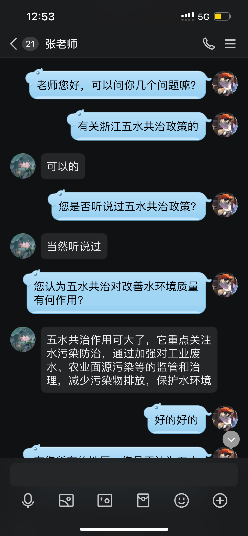 12:53
5G
21
张老师
老师您好，可以问你几个问题嘛?
有关浙江五水共治政策的
可以的
您是否听说过五水共治政策?
当然听说过
您认为五水共治对改善水环境质量
有何作用?
五水共治作用可大了，它重点关注
水污染防治，通过加强对工业废
水、农业面源污染等的监管和治
理，减少污染物排放，保护水环境
好的好的